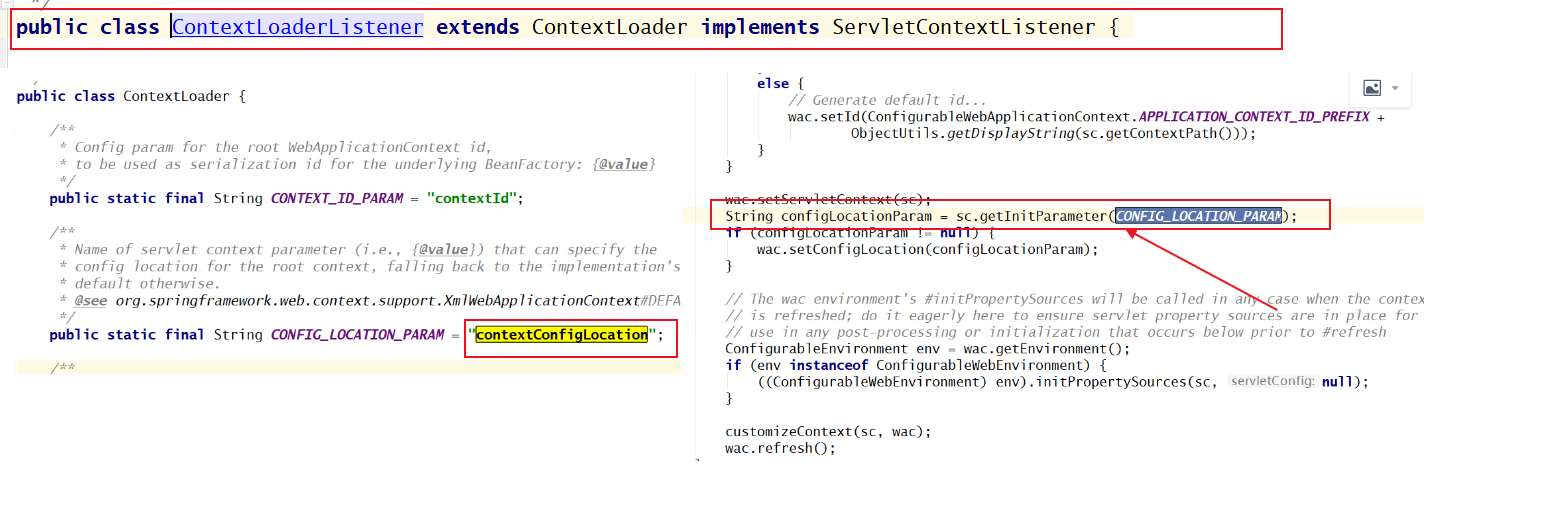 */
public class ContextLoaderListener extends ContextLoader implements ServletContextListener {
public class ContextLoader {
/**
* Config param for the root WebApplicationContext id,
* to be used as serialization id for the underlying BeanFactory: {@value}
*/
public static final String CONTEXT_ID_PARAM = "contextId";
/**
* Name of servlet context parameter (i.e., {@value}) that can specify the
* config location for the root context, falling back to the implementation's
* default otherwise.
* @see org.springframework.web.context.support.XmlWebApplicationContext#DEFA
*/
public static final String CONFIG_LOCATION_PARAM = "contextConfigLocation";
/**
else {
// Generate default id...
wac.setId(ConfigurableWebApplicationContext.APPLICATION_CONTEXT_ID_PREFIX +
ObjectUtils.getDisplayString(sc.getContextPath()));
}
}
wac.setServletContext(sc);
String configLocationParam = sc.getInitParameter(CONFIG_LOCATION_PARAM);
if (configLocationParam != null) {
wac.setConfigLocation(configLocationParam);
}
// The wac environment's #initPropertySources will be called in any case when the contex
// is refreshed; do it eagerly here to ensure servlet property sources are in place for
// use in any post-processing or initialization that occurs below prior to #refresh
ConfigurableEnvironment env = wac.getEnvironment();
if (env instanceof ConfigurableWebEnvironment) {
((ConfigurableWebEnvironment) env).initPropertySources(sc, servletConfig: null);
}
customizeContext(sc, wac);
wac.refresh();